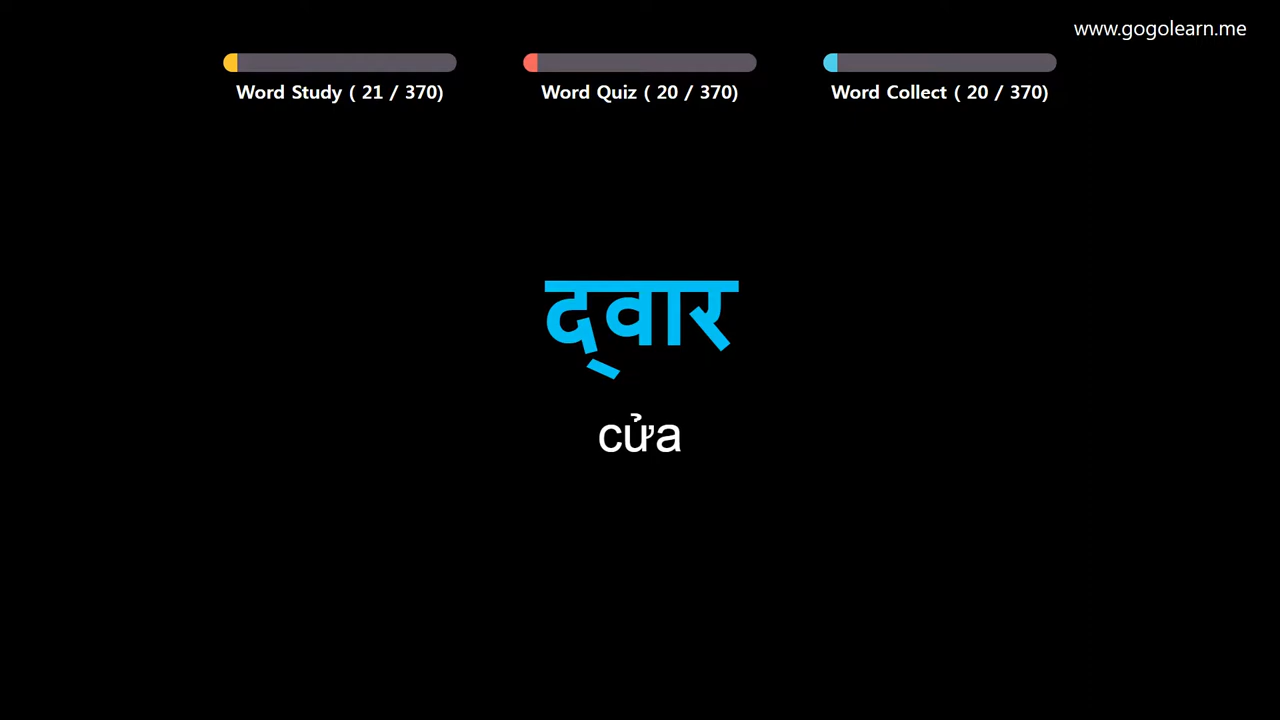 www.gogolearn.me
Word Study ( 21 / 370)
Word Quiz ( 20 / 370)
Word Collect ( 20 / 370)
द्‌वार
cửa